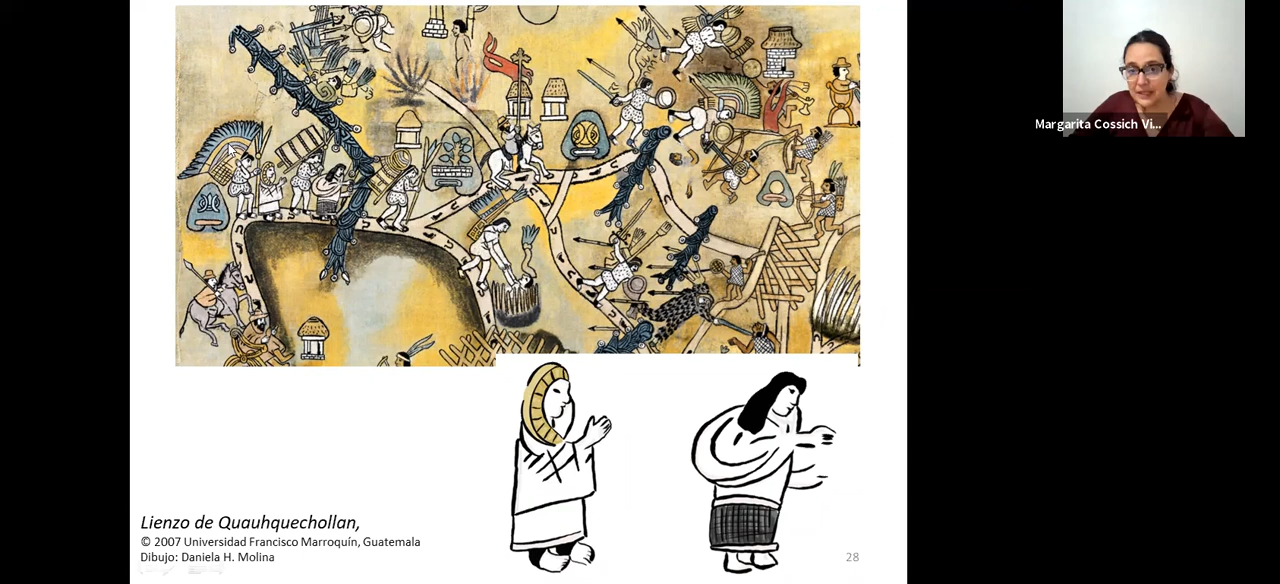 Margarita Cossich Vi...
Lienzo de Quauhquechollan,
© 2007 Universidad Francisco Marroquín, Guatemala
Dibujo: Daniela H. Molina
28